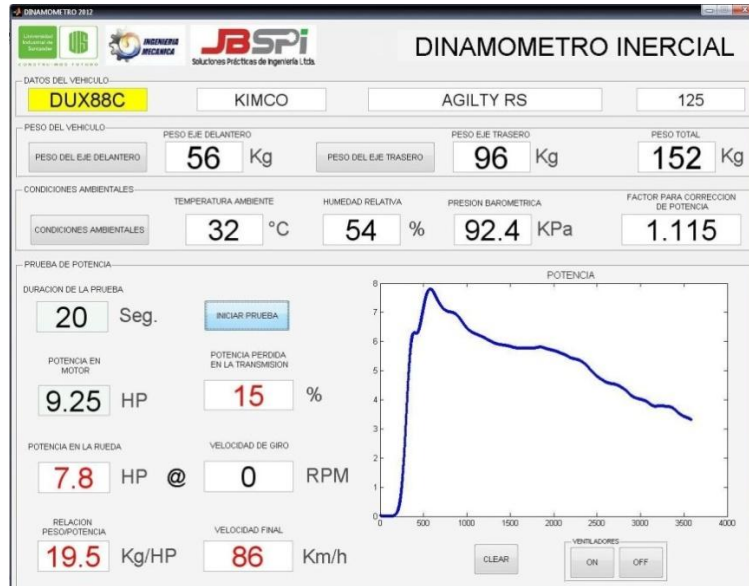 DINAMOMETRO 2012
Universidad
Industrial de
Santander
UIS
INGENIERIA
MECANICA
JBSPi
Soluciones Prácticas de Ingeniería Ltda.
DINAMOMETRO INERCIAL
CONSTRUIMOS FUTURO
DATOS DEL VEHICULO
DUX88C KIMCO AGILTY RS 125
PESO DEL VEHICULO
PESO EJE DELANTERO PESO EJE TRASERO PESO TOTAL
PESO DEL EJE DELANTERO 56 Kg PESO DEL EJE TRASERO 96 Kg 152 Kg
CONDICIONES AMBIENTALES
TEMPERATURA AMBIENTE HUMEDAD RELATIVA PRESION BAROMETRICA FACTOR PARA CORRECCION
DE POTENCIA
CONDICIONES AMBIENTALES 32 °C 54 % 92.4 KPa 1.115
PRUEBA DE POTENCIA
DURACION DE LA PRUEBA
20 Seg. INICIAR PRUEBA
POTENCIA EN
MOTOR
POTENCIA PERDIDA
EN LA TRANSMISION
9.25 HP 15 %
POTENCIA EN LA RUEDA VELOCIDAD DE GIRO
7.8 HP @ 0 RPM
RELACION
PESO/POTENCIA
VELOCIDAD FINAL
19.5 Kg/HP 86 Km/h
POTENCIA
8
7
6
5
4
3
2
1
0
0 500 1000 1500 2000 2500 3000 3500 4000
CLEAR
VENTILADORES
ON OFF